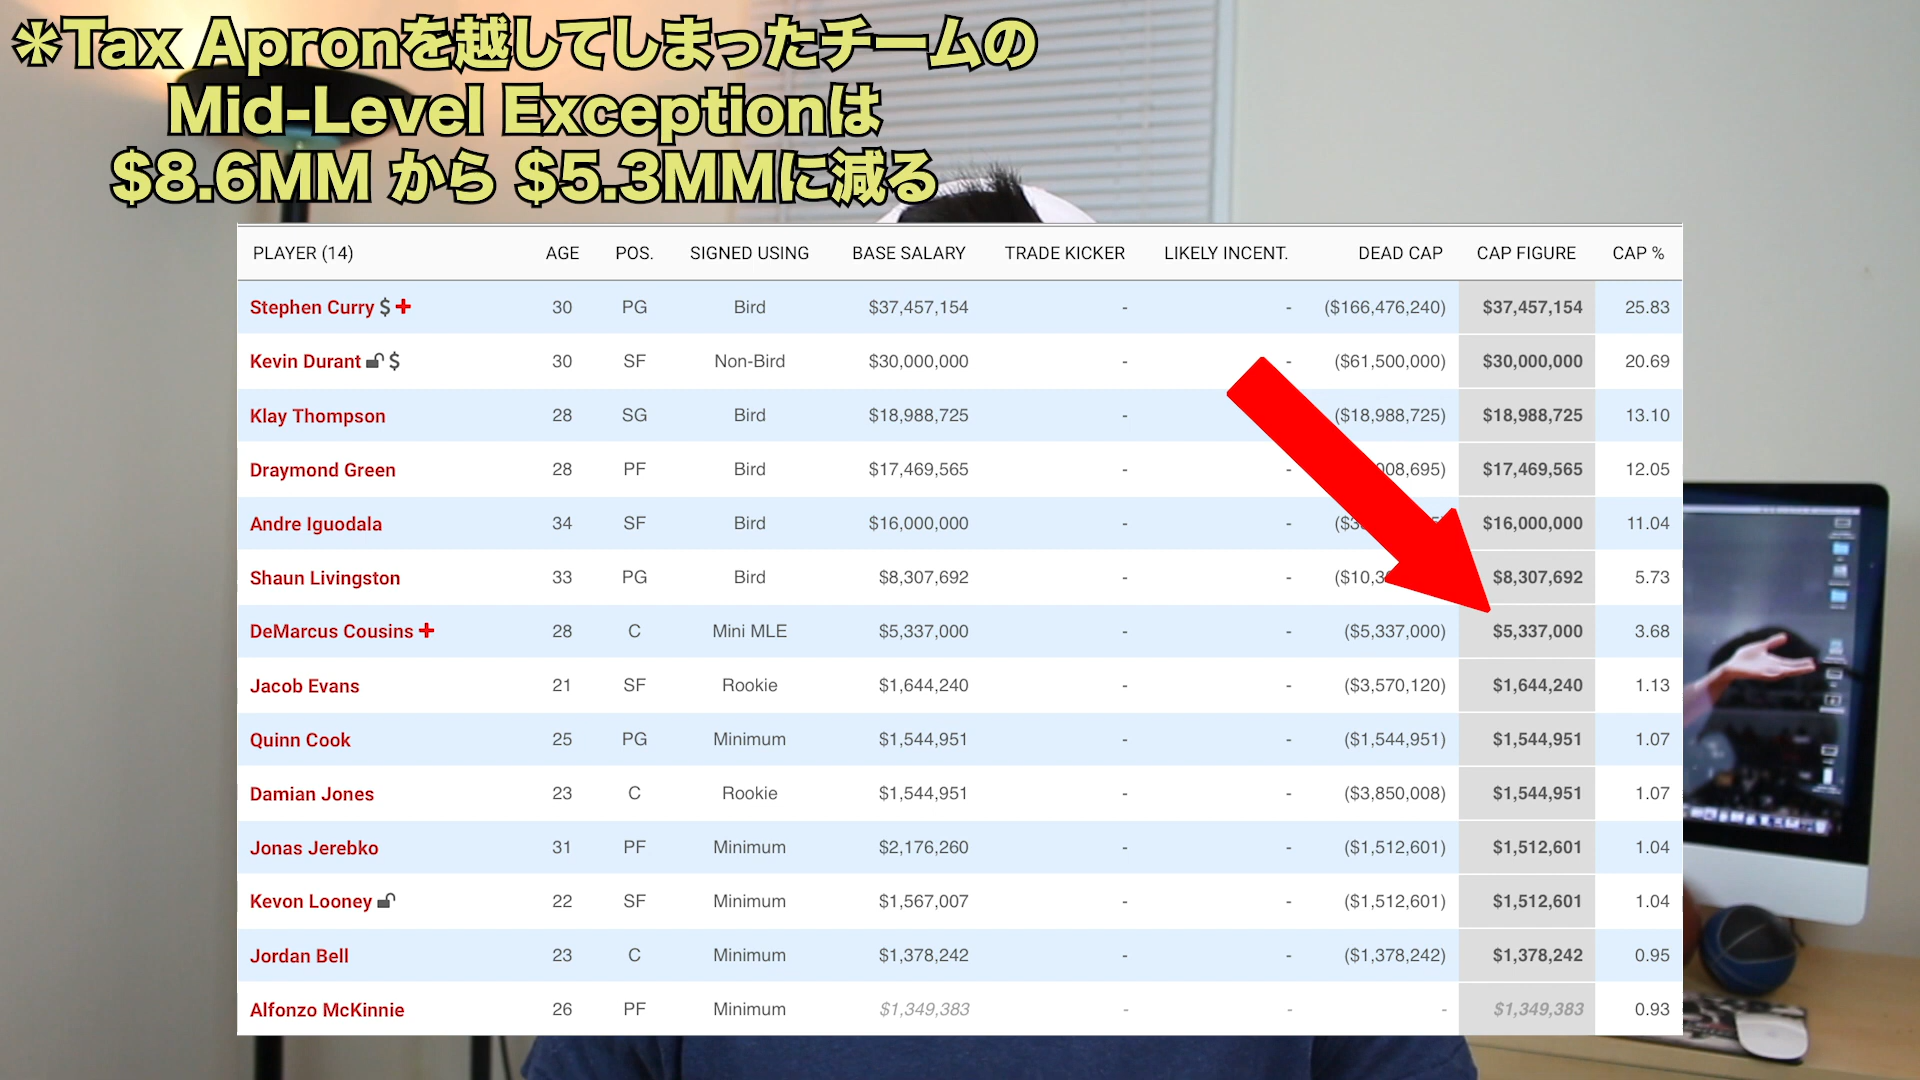 *Tax Apronを越してしまったチームの
Mid-Level Exceptionは
$8.6MM から $5.3MMに減る
PLAYER (14) AGE POS. SIGNED USING BASE SALARY TRADE KICKER LIKELY INCENT. DEAD CAP CAP FIGURE CAP %
Stephen Curry $ 30 PG Bird $37,457,154 - - ($166,476,240) $37,457,154 25.83
Kevin Durant $ 30 SF Non-Bird $30,000,000 - - ($61,500,000) $30,000,000 20.69
Klay Thompson 28 SG Bird $18,988,725 - - ($18,988,725) $18,988,725 13.10
Draymond Green 28 PF Bird $17,469,565 - - $17,469,565 12.05
Andre Iguodala 34 SF Bird $16,000,000 - - $16,000,000 11.04
Shaun Livingston 33 PG Bird $8,307,692 - - $8,307,692 5.73
DeMarcus Cousins 28 C Mini MLE $5,337,000 - - ($5,337,000) $5,337,000 3.68
Jacob Evans 21 SF Rookie $1,644,240 - - ($3,570,120) $1,644,240 1.13
Quinn Cook 25 PG Minimum $1,544,951 - - ($1,544,951) $1,544,951 1.07
Damian Jones 23 C Rookie $1,544,951 - - ($3,850,008) $1,544,951 1.07
Jonas Jerebko 31 PF Minimum $2,176,260 - - ($1,512,601) $1,512,601 1.04
Kevon Looney 22 SF Minimum $1,567,007 - - ($1,512,601) $1,512,601 1.04
Jordan Bell 23 C Minimum $1,378,242 - - ($1,378,242) $1,378,242 0.95
Alfonzo McKinnie 26 PF Minimum $1,349,383 - - - $1,349,383 0.93